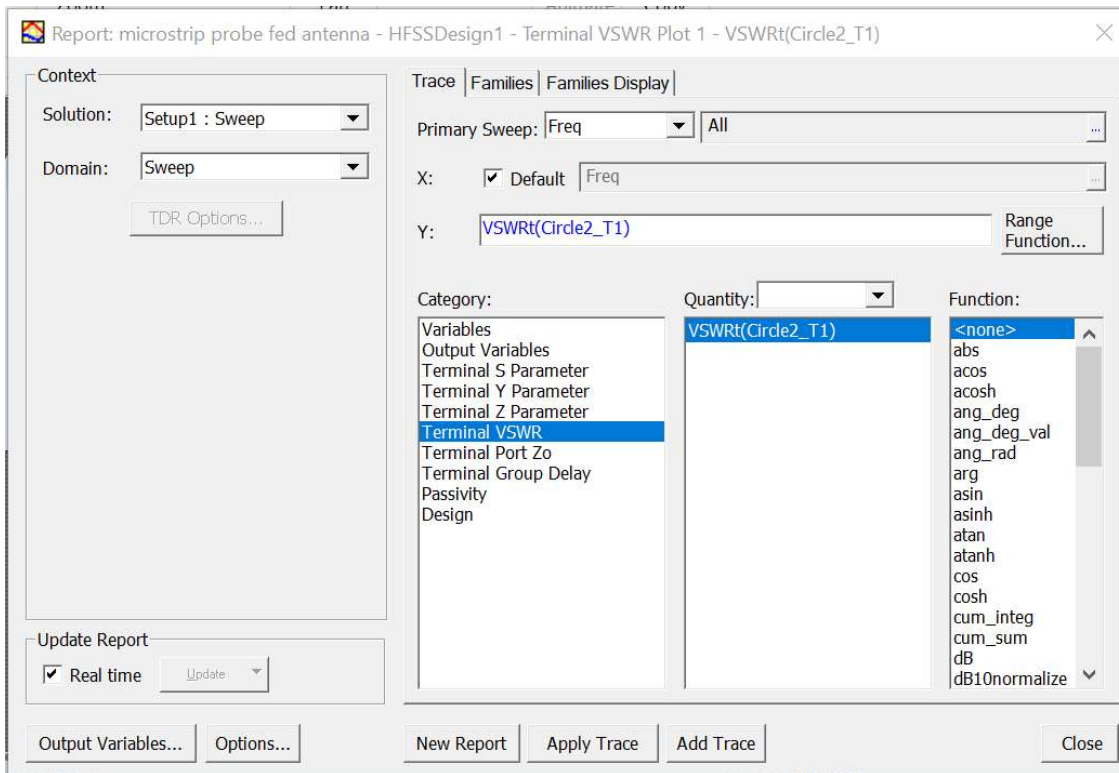 Report: microstrip probe fed antenna - HFSSDesign1 - Terminal VSWR Plot 1 - VSWRt(Circle2_T1)
Context
Solution: Setup1 : Sweep
Domain: Sweep
TDR Options...
Update Report
Real time Update
Output Variables... Options...
Trace Families Families Display
Primary Sweep: Freq All ...
X: Default Freq ...
Y: VSWRt(Circle2_T1) Range Function...
Category:
Variables
Output Variables
Terminal S Parameter
Terminal Y Parameter
Terminal Z Parameter
Terminal VSWR
Terminal Port Zo
Terminal Group Delay
Passivity
Design
Quantity:
VSWRt(Circle2_T1)
Function:
<none>
abs
acos
acosh
ang_deg
ang_deg_val
ang_rad
arg
asin
asinh
atan
atanh
cos
cosh
cum_integ
cum_sum
dB
dB10normalize
New Report Apply Trace Add Trace Close